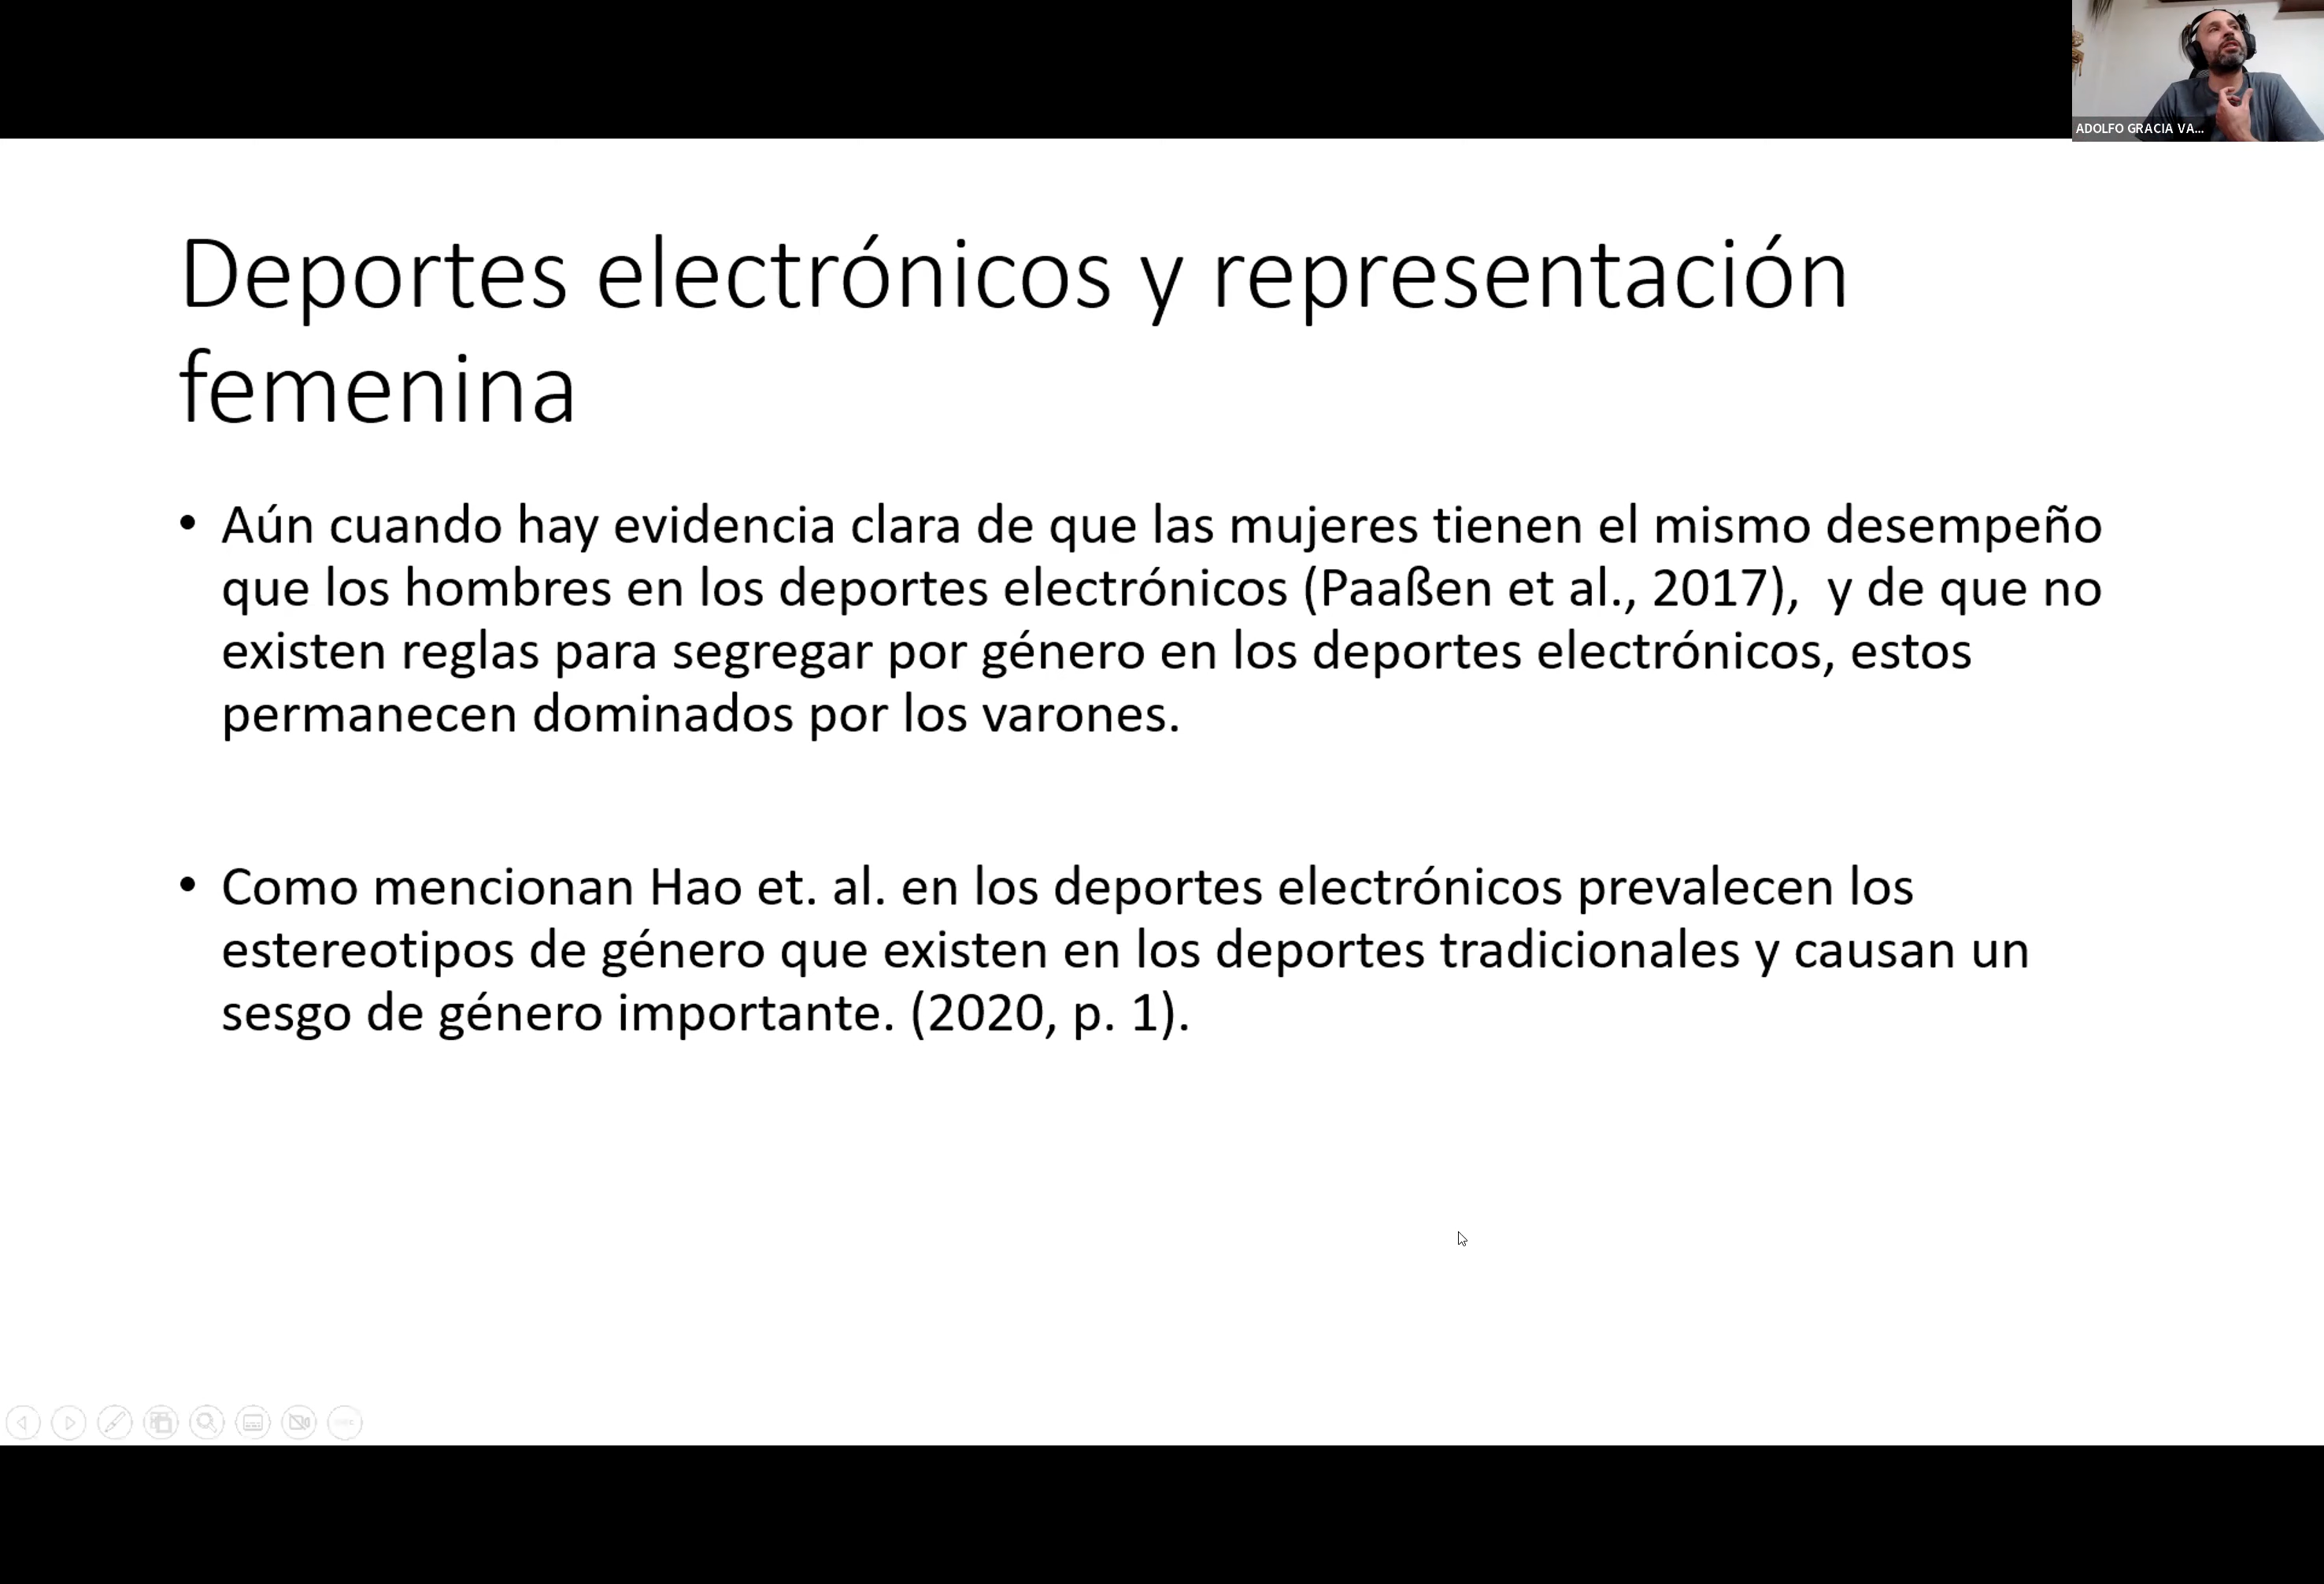 ADOLFO GRACIA VA...
Deportes electrónicos y representación
femenina
• Aún cuando hay evidencia clara de que las mujeres tienen el mismo desempeño
que los hombres en los deportes electrónicos (Paaßen et al., 2017),  y de que no
existen reglas para segregar por género en los deportes electrónicos, estos
permanecen dominados por los varones.
• Como mencionan Hao et. al. en los deportes electrónicos prevalecen los
estereotipos de género que existen en los deportes tradicionales y causan un
sesgo de género importante. (2020, p. 1).